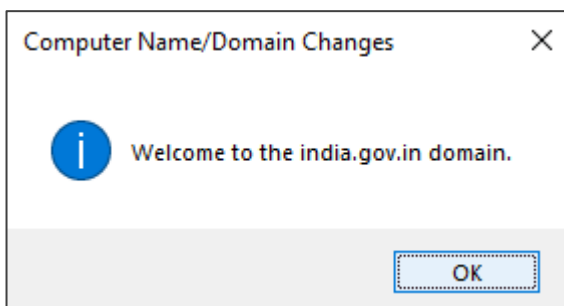 Computer Name/Domain Changes
Welcome to the india.gov.in domain.
OK